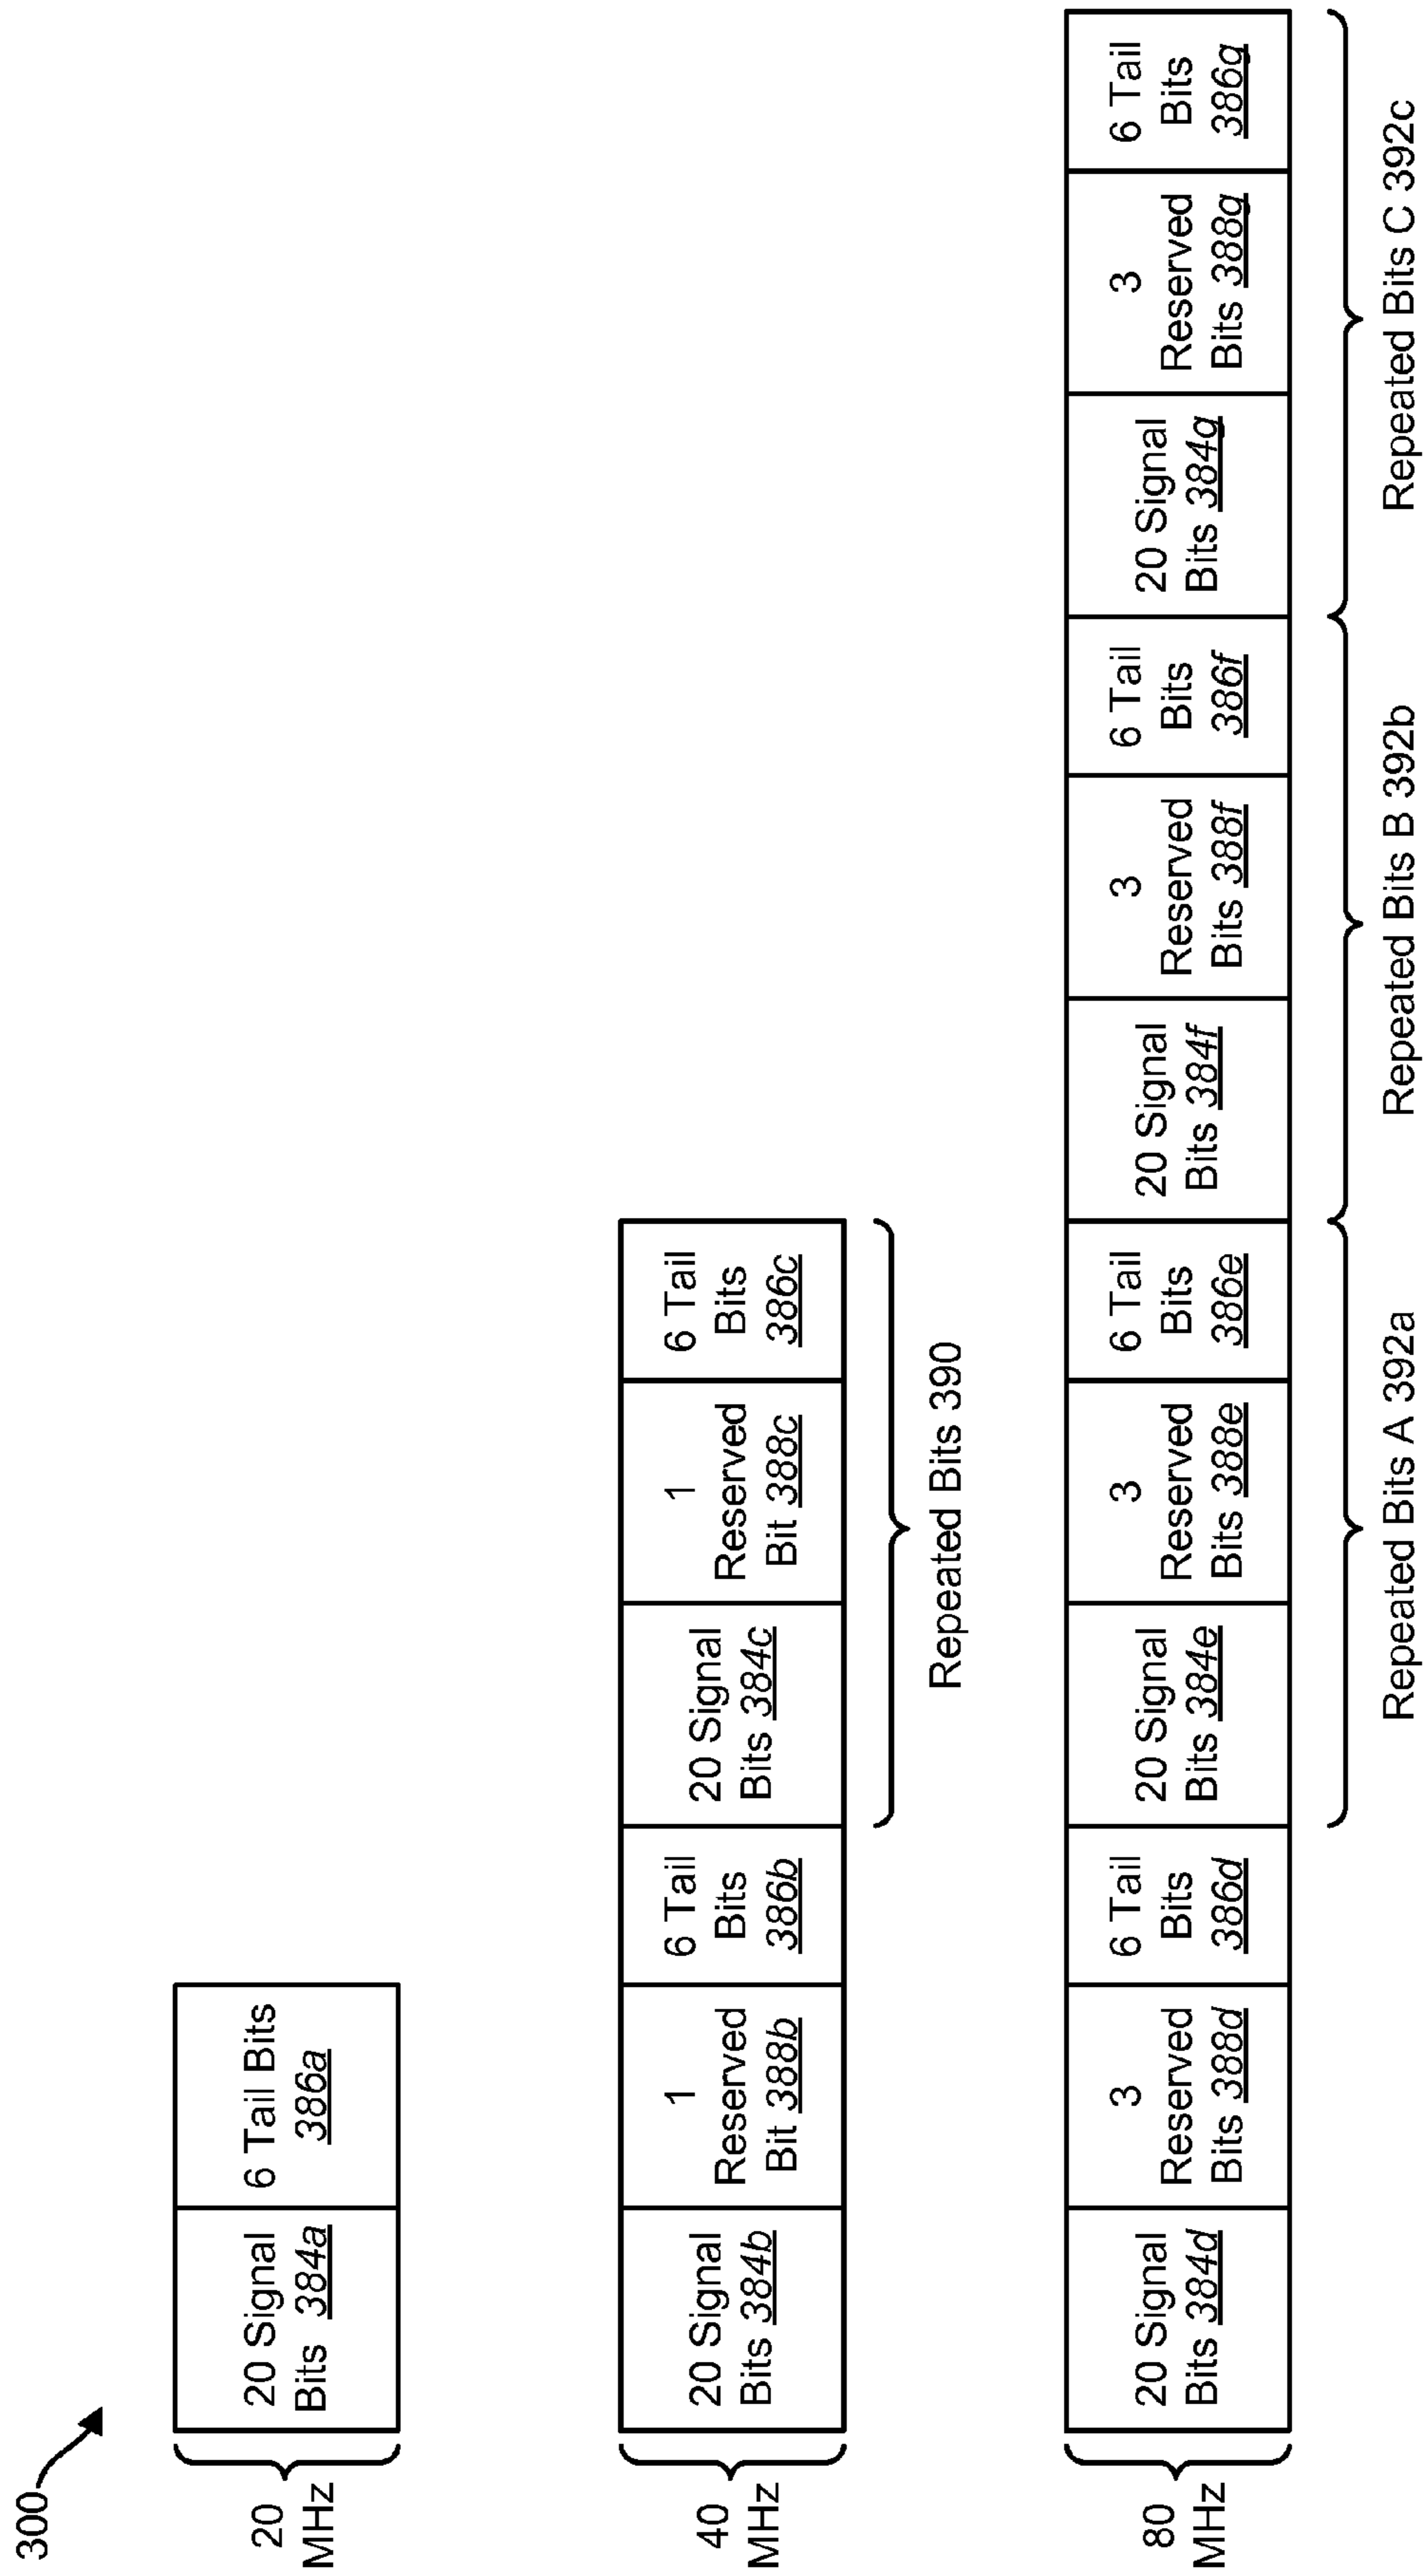 300
20
MHz
20 Signal
Bits 384a
6 Tail Bits
386a
40
MHz
20 Signal
Bits 384b
1
Reserved
Bit 388b
6 Tail
Bits
386b
20 Signal
Bits 384c
1
Reserved
Bit 388c
6 Tail
Bits
386c
Repeated Bits 390
80
MHz
20 Signal
Bits 384d
3
Reserved
Bits 388d
6 Tail
Bits
386d
20 Signal
Bits 384e
3
Reserved
Bits 388e
6 Tail
Bits
386e
20 Signal
Bits 384f
3
Reserved
Bits 388f
6 Tail
Bits
386f
20 Signal
Bits 384g
3
Reserved
Bits 388g
6 Tail
Bits
386g
Repeated Bits A 392a
Repeated Bits B 392b
Repeated Bits C 392c